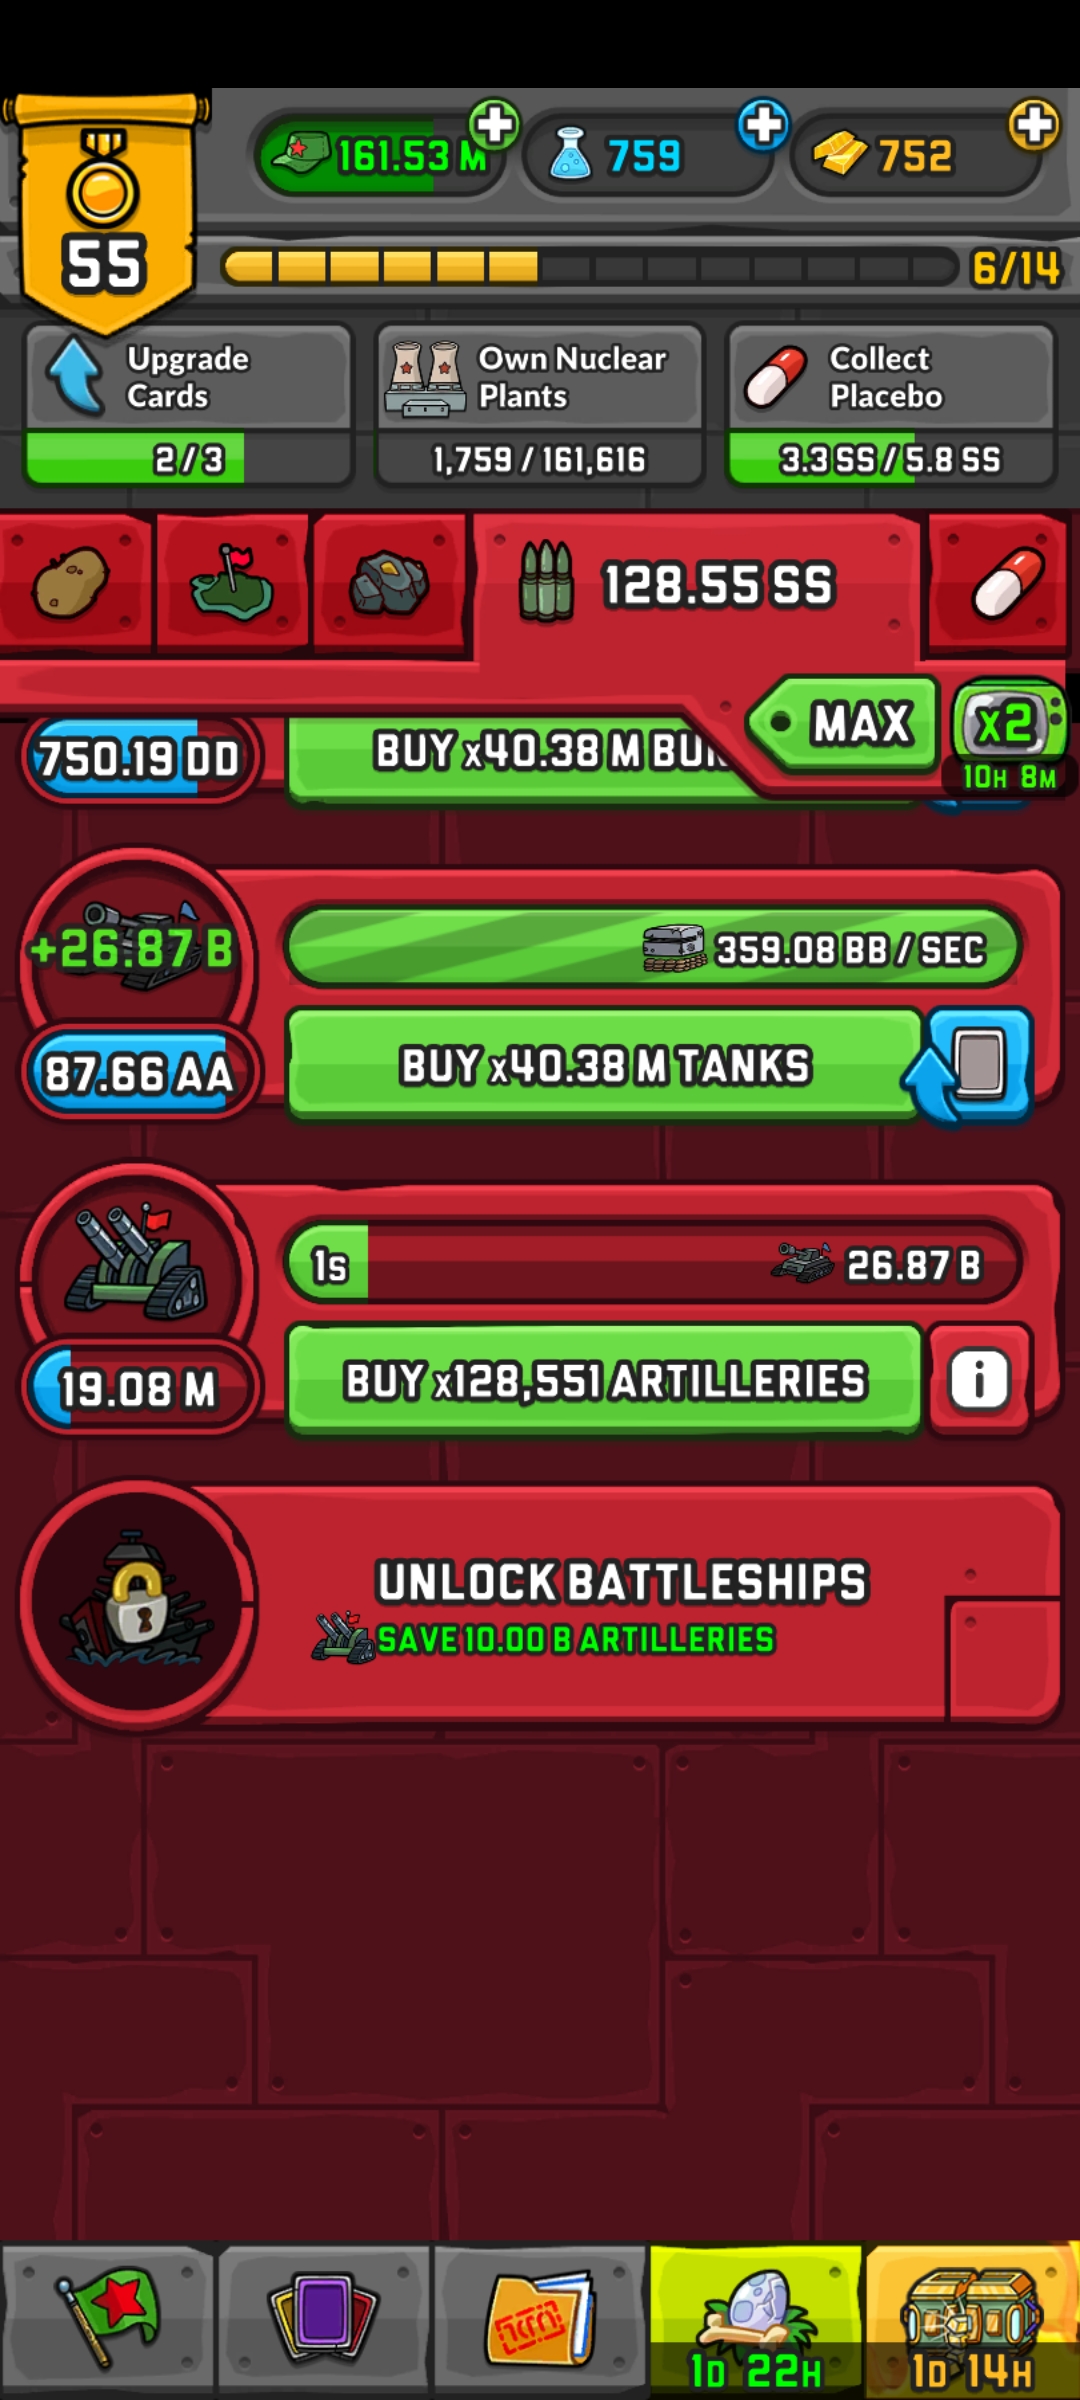 161.53 M
759
752
55
6/14
Upgrade
Cards
2/3
Own Nuclear
Plants
1,759 / 161,616
Collect
Placebo
3.3 SS / 5.8 SS
128.55 SS
MAX
x2
10H 8M
750.19 DD
BUY x40.38 M
+26.87 B
359.08 BB / SEC
87.66 AA
BUY x40.38 M TANKS
1s
26.87 B
19.08 M
BUY x128,551 ARTILLERIES
i
UNLOCK BATTLESHIPS
SAVE 10.00 B ARTILLERIES
1D 22H
1D 14H